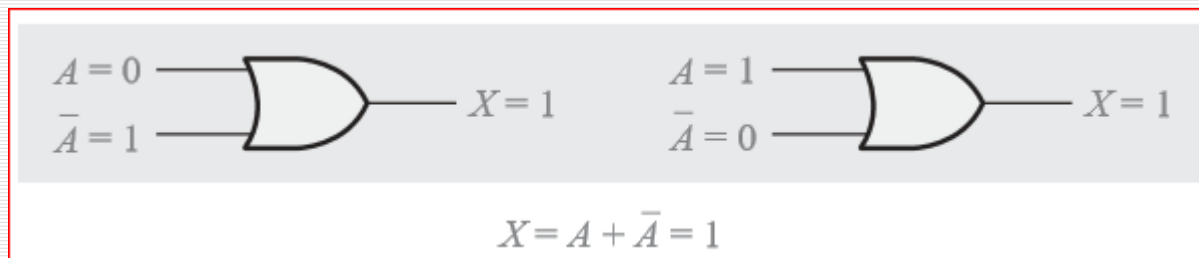 A = 0
Ā = 1
X = 1
A = 1
Ā = 0
X = 1
X = A + Ā = 1